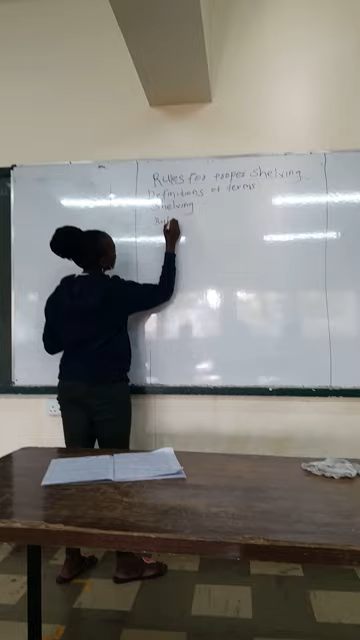 Rules for proper shelving
Definitions of terms
Shelving